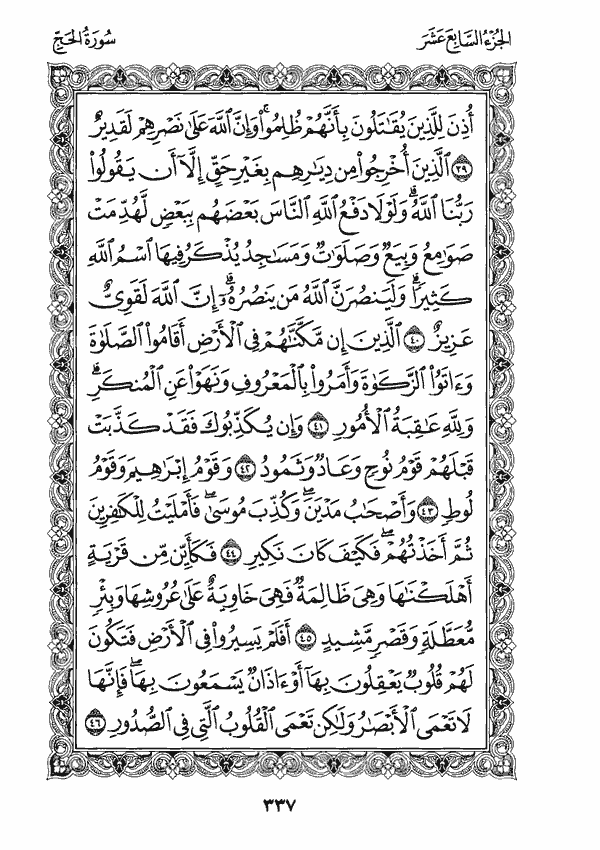 الجزء السابع عشر
سورة الحج
أُذِنَ لِلَّذِينَ يُقَٰتَلُونَ بِأَنَّهُمْ ظُلِمُوا۟ ۚ وَإِنَّ ٱللَّهَ عَلَىٰ نَصْرِهِمْ لَقَدِيرٌ
٣٩ ٱلَّذِينَ أُخْرِجُوا۟ مِن دِيَٰرِهِم بِغَيْرِ حَقٍّ إِلَّآ أَن يَقُولُوا۟
رَبُّنَا ٱللَّهُ ۗ وَلَوْلَا دَفْعُ ٱللَّهِ ٱلنَّاسَ بَعْضَهُم بِبَعْضٍ لَّهُدِّمَتْ
صَوَٰمِعُ وَبِيَعٌ وَصَلَوَٰتٌ وَمَسَٰجِدُ يُذْكَرُ فِيهَا ٱسْمُ ٱللَّهِ
كَثِيرًا ۗ وَلَيَنصُرَنَّ ٱللَّهُ مَن يَنصُرُهُۥٓ ۗ إِنَّ ٱللَّهَ لَقَوِىٌّ
عَزِيزٌ ٤٠ ٱلَّذِينَ إِن مَّكَّنَّٰهُمْ فِى ٱلْأَرْضِ أَقَامُوا۟ ٱلصَّلَوٰةَ
وَءَاتَوُا۟ ٱلزَّكَوٰةَ وَأَمَرُوا۟ بِٱلْمَعْرُوفِ وَنَهَوْا۟ عَنِ ٱلْمُنكَرِ ۗ
وَلِلَّهِ عَٰقِبَةُ ٱلْأُمُورِ ٤١ وَإِن يُكَذِّبُوكَ فَقَدْ كَذَّبَتْ
قَبْلَهُمْ قَوْمُ نُوحٍ وَعَادٌ وَثَمُودُ ٤٢ وَقَوْمُ إِبْرَٰهِيمَ وَقَوْمُ
لُوطٍ ٤٣ وَأَصْحَٰبُ مَدْيَنَ ۖ وَكُذِّبَ مُوسَىٰ ۖ فَأَمْلَيْتُ لِلْكَٰفِرِينَ
ثُمَّ أَخَذْتُهُمْ ۖ فَكَيْفَ كَانَ نَكِيرِ ٤٤ فَكَأَيِّن مِّن قَرْيَةٍ
أَهْلَكْنَٰهَا وَهِىَ ظَالِمَةٌ فَهِىَ خَاوِيَةٌ عَلَىٰ عُرُوشِهَا وَبِئْرٍ
مُّعَطَّلَةٍ وَقَصْرٍ مَّشِيدٍ ٤٥ أَفَلَمْ يَسِيرُوا۟ فِى ٱلْأَرْضِ فَتَكُونَ
لَهُمْ قُلُوبٌ يَعْقِلُونَ بِهَآ أَوْ ءَاذَانٌ يَسْمَعُونَ بِهَا ۖ فَإِنَّهَا
لَا تَعْمَى ٱلْأَبْصَٰرُ وَلَٰكِن تَعْمَى ٱلْقُلُوبُ ٱلَّتِى فِى ٱلصُّدُورِ ٤٦
٣٣٧